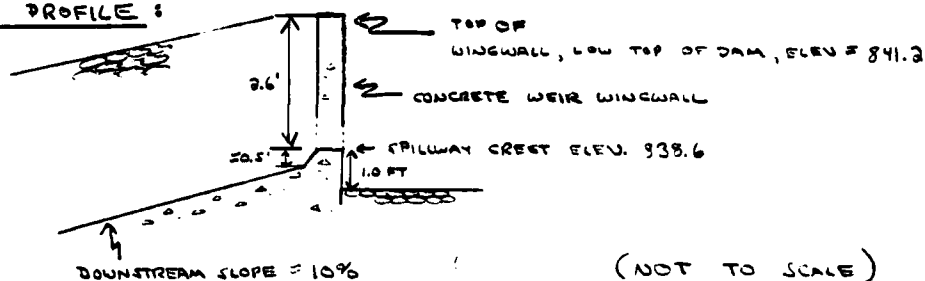 PROFILE :
TOP OF
WINGWALL, LOW TOP OF DAM, ELEV = 841.2
2.6'
CONCRETE WEIR WINGWALL
SPILLWAY CREST ELEV. 838.6
≈0.5'
1.0 FT
DOWNSTREAM SLOPE = 10%
(NOT TO SCALE)